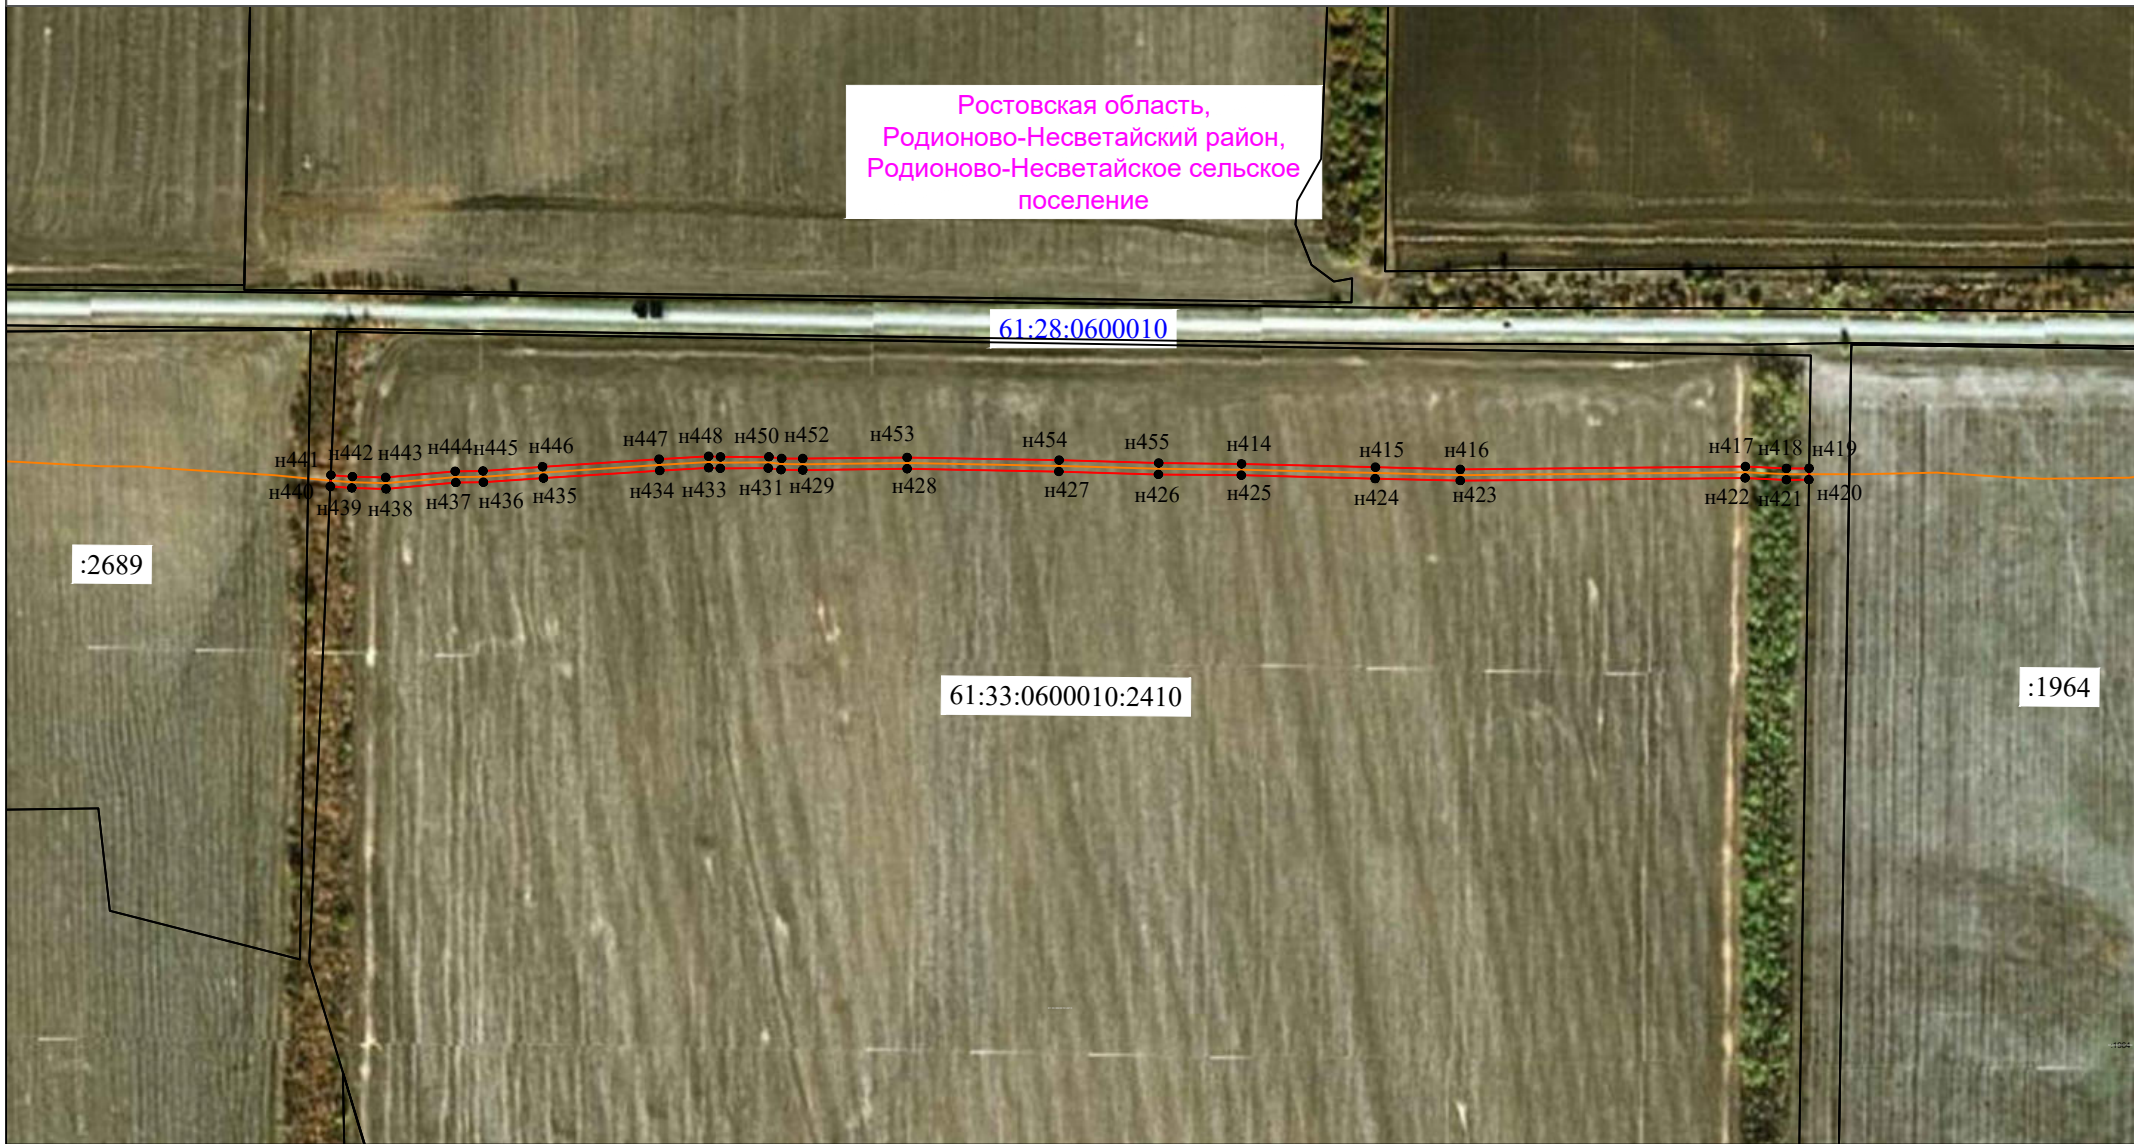 Ростовская область,
Родионово-Несветайский район,
Родионово-Несветайское сельское
поселение
61:28:0600010
н441
н442
н443
н444
н445
н446
н447
н448
н450
н452
н453
н454
н455
н414
н415
н416
н417
н418
н419
н440
н439
н438
н437
н436
н435
н434
н433
н431
н429
н428
н427
н426
н425
н424
н423
н422
н421
н420
:2689
61:33:0600010:2410
:1964